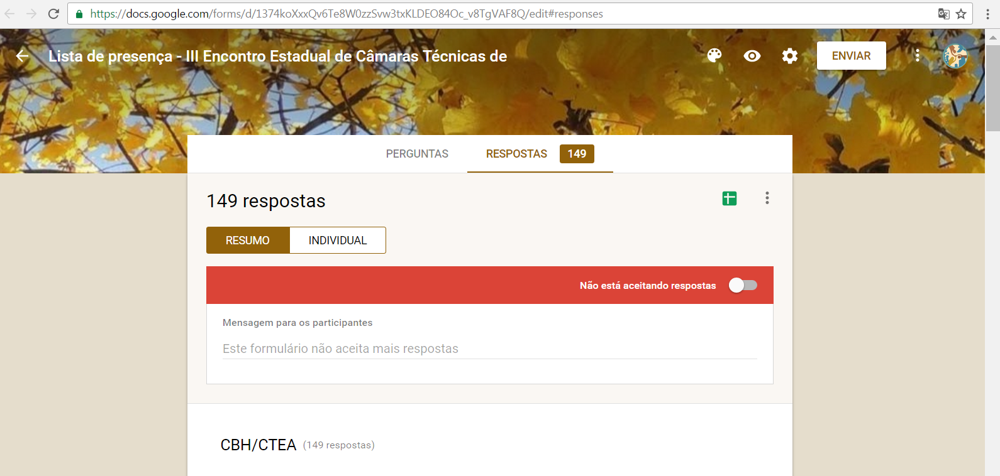 https://docs.google.com/forms/d/1374koXxxQv6Te8W0zzSvw3txKLDEO84Oc_v8TgVAF8Q/edit#responses
Lista de presença - III Encontro Estadual de Câmaras Técnicas de
ENVIAR
PERGUNTAS RESPOSTAS 149
149 respostas
RESUMO INDIVIDUAL
Não está aceitando respostas
Mensagem para os participantes
Este formulário não aceita mais respostas
CBH/CTEA (149 respostas)